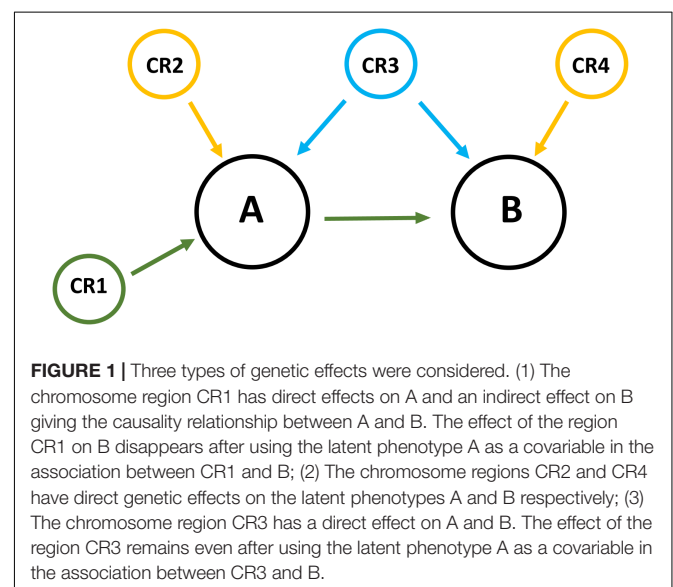 CR2
CR3
CR4
A
B
CR1
FIGURE 1 | Three types of genetic effects were considered. (1) The
chromosome region CR1 has direct effects on A and an indirect effect on B
giving the causality relationship between A and B. The effect of the region
CR1 on B disappears after using the latent phenotype A as a covariable in the
association between CR1 and B; (2) The chromosome regions CR2 and CR4
have direct genetic effects on the latent phenotypes A and B respectively; (3)
The chromosome region CR3 has a direct effect on A and B. The effect of the
region CR3 remains even after using the latent phenotype A as a covariable in
the association between CR3 and B.